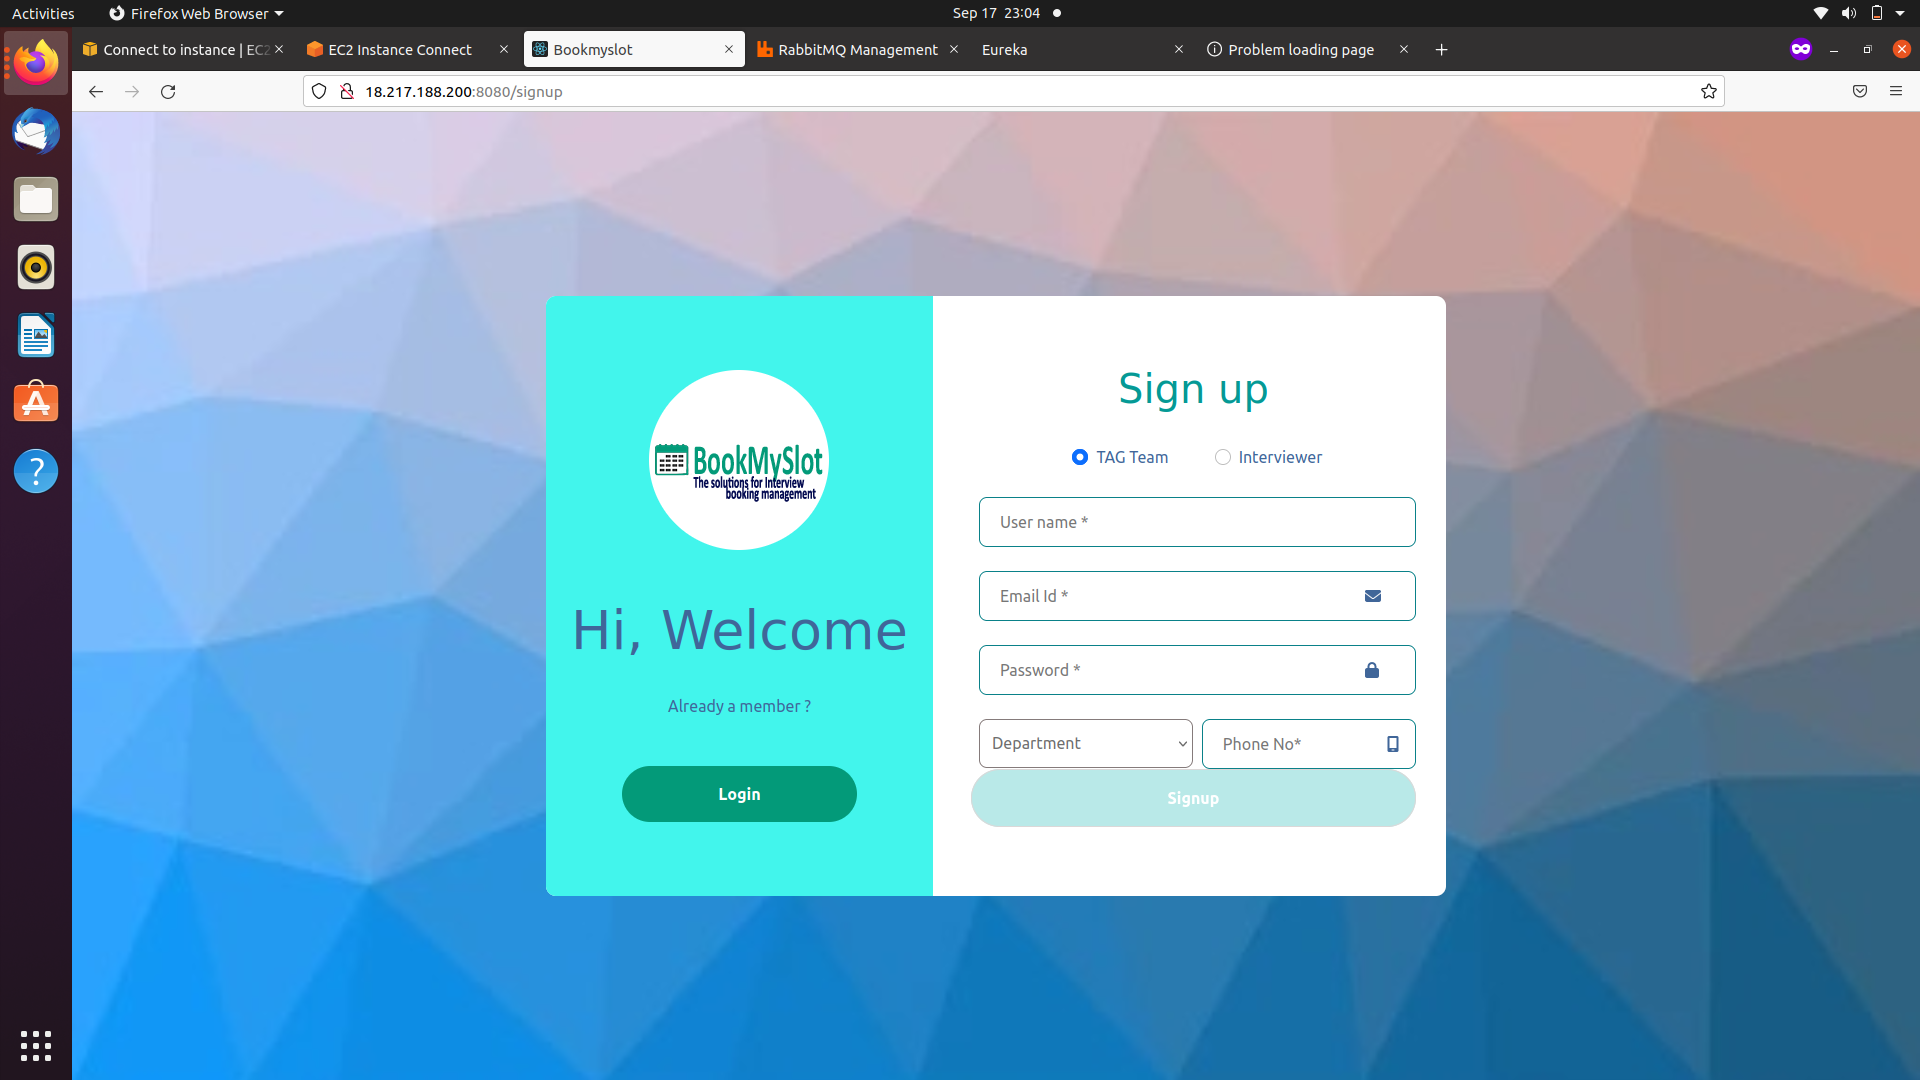 Activities
Firefox Web Browser
Sep 17 23:04
Connect to instance | EC2
EC2 Instance Connect
Bookmyslot
RabbitMQ Management
Eureka
Problem loading page
18.217.188.200:8080/signup
BookMySlot
The solutions for Interview
booking management
Hi, Welcome
Already a member ?
Login
Sign up
TAG Team
Interviewer
User name *
Email Id *
Password *
Department
Phone No*
Signup